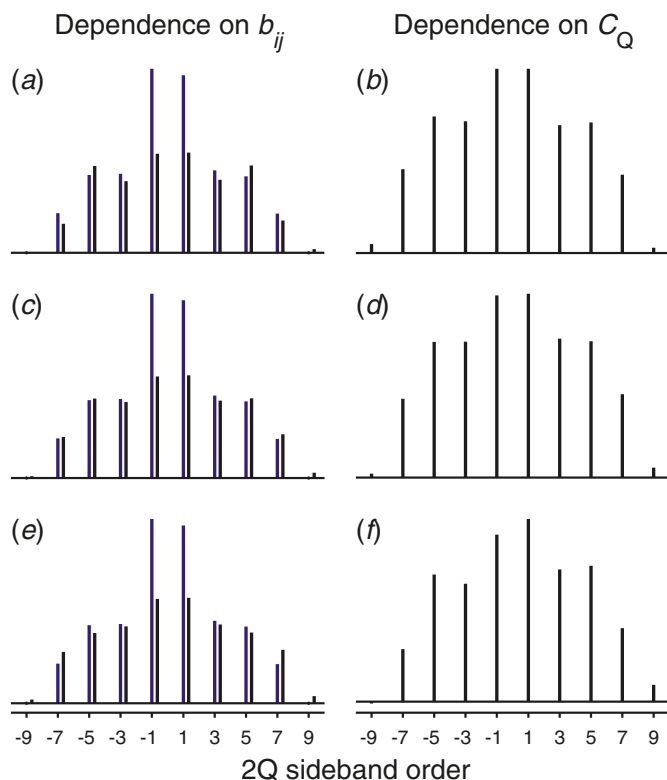 Dependence on b_ij Dependence on C_Q
(a) (b)
(c) (d)
(e) (f)
-9 -7 -5 -3 -1 1 3 5 7 9 -9 -7 -5 -3 -1 1 3 5 7 9
2Q sideband order